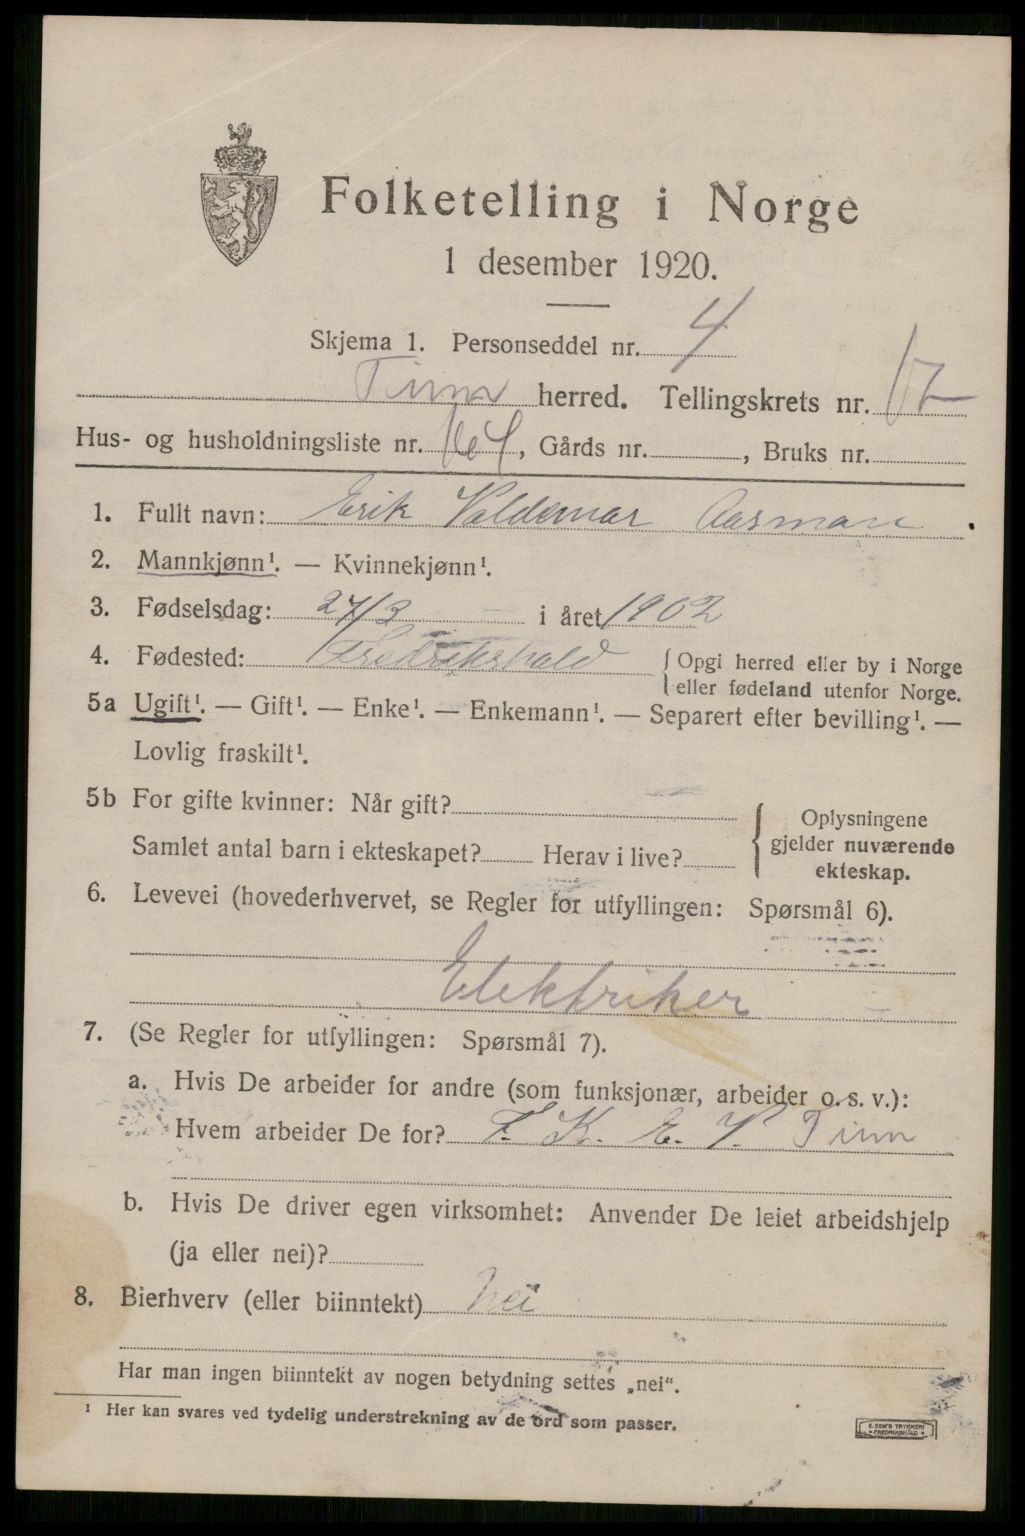 Folketelling i Norge
1 desember 1920.
Skjema 1. Personseddel nr. 4
Tinn herred. Tellingskrets nr. 17
Hus- og husholdningsliste nr. 164, Gårds nr. , Bruks nr.
1. Fullt navn: Erik Valdemar Aasman.
2. Mannkjønn¹. — Kvinnekjønn¹.
3. Fødselsdag: 27/3 i året 1902
4. Fødested: Fredrikshald { Opgi herred eller by i Norge
eller fødeland utenfor Norge.
5a Ugift¹. — Gift¹. — Enke¹. — Enkemann¹. — Separert efter bevilling¹. —
Lovlig fraskilt¹.
5b For gifte kvinner: Når gift?
Samlet antal barn i ekteskapet? Herav i live?
{ Oplysningene
gjelder nuværende
ekteskap.
6. Levevei (hovederhvervet, se Regler for utfyllingen: Spørsmål 6).
Elektriker
7. (Se Regler for utfyllingen: Spørsmål 7).
a. Hvis De arbeider for andre (som funksjonær, arbeider o. s. v.):
Hvem arbeider De for? F. K. E. V. Tinn
b. Hvis De driver egen virksomhet: Anvender De leiet arbeidshjelp
(ja eller nei)?
8. Bierhverv (eller biinntekt) Nei
Har man ingen biinntekt av nogen betydning settes „nei“.
¹ Her kan svares ved tydelig understrekning av de ord som passer.
E. SEM'S TRYKKERI
FREDRIKSHALD